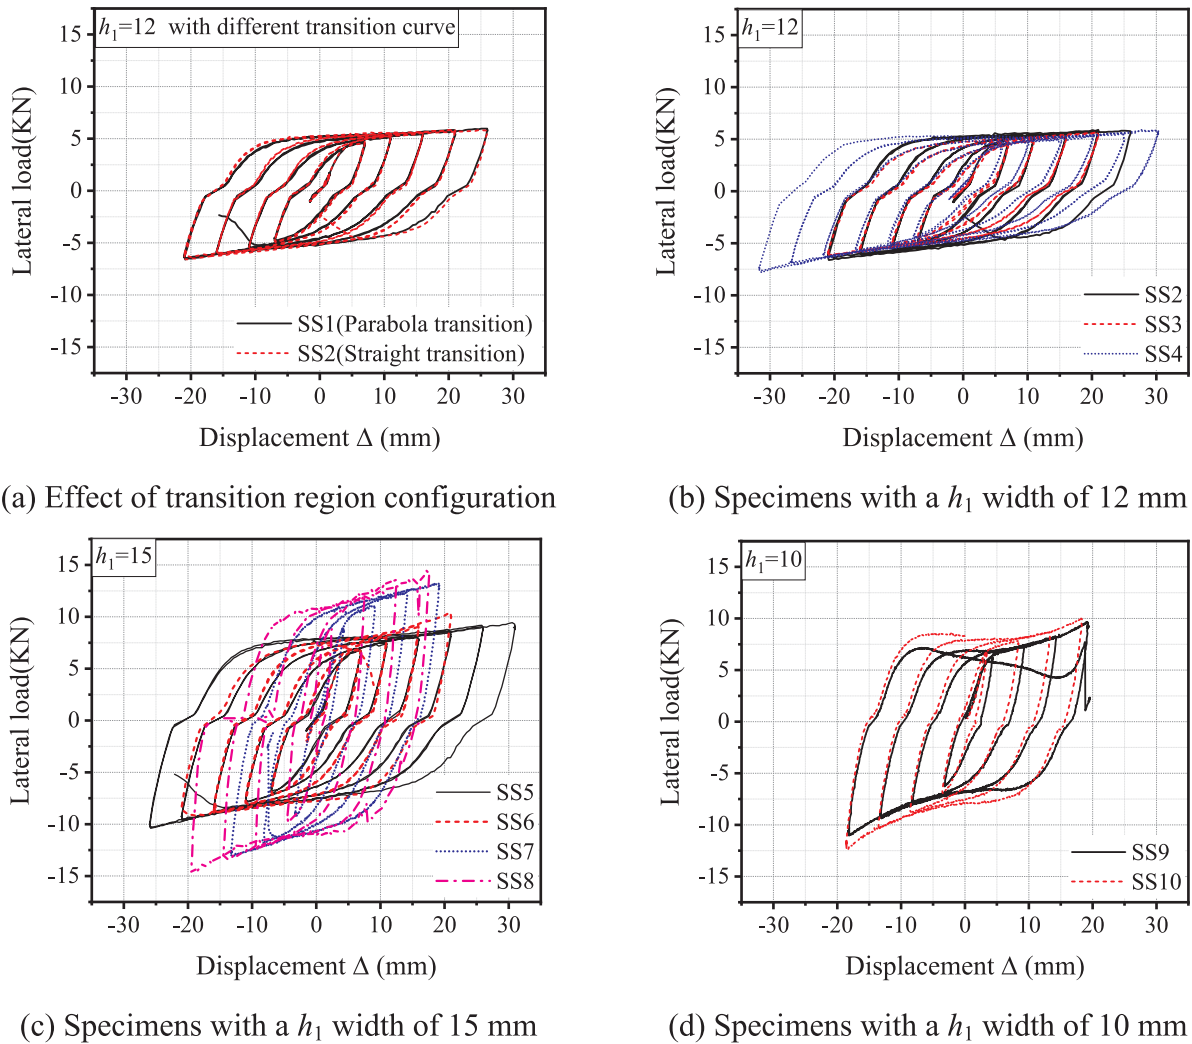 h₁=12 with different transition curve
15
10
5
0
-5
-10
-15
Lateral load(KN)
SS1(Parabola transition)
SS2(Straight transition)
-30 -20 -10 0 10 20 30
Displacement Δ (mm)
(a) Effect of transition region configuration
h₁=12
15
10
5
0
-5
-10
-15
Lateral load(KN)
SS2
SS3
SS4
-30 -20 -10 0 10 20 30
Displacement Δ (mm)
(b) Specimens with a h₁ width of 12 mm
h₁=15
15
10
5
0
-5
-10
-15
Lateral load(KN)
SS5
SS6
SS7
SS8
-30 -20 -10 0 10 20 30
Displacement Δ (mm)
(c) Specimens with a h₁ width of 15 mm
h₁=10
15
10
5
0
-5
-10
-15
Lateral load(KN)
SS9
SS10
-30 -20 -10 0 10 20 30
Displacement Δ (mm)
(d) Specimens with a h₁ width of 10 mm